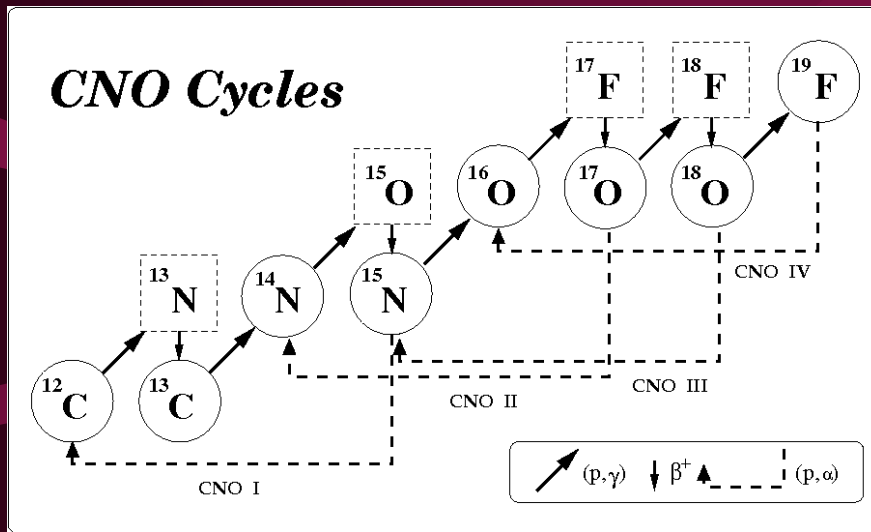 CNO Cycles
17F
18F
19F
15O
16O
17O
18O
13N
14N
15N
12C
13C
CNO IV
CNO III
CNO II
CNO I
(p,γ)
β+
(p,α)